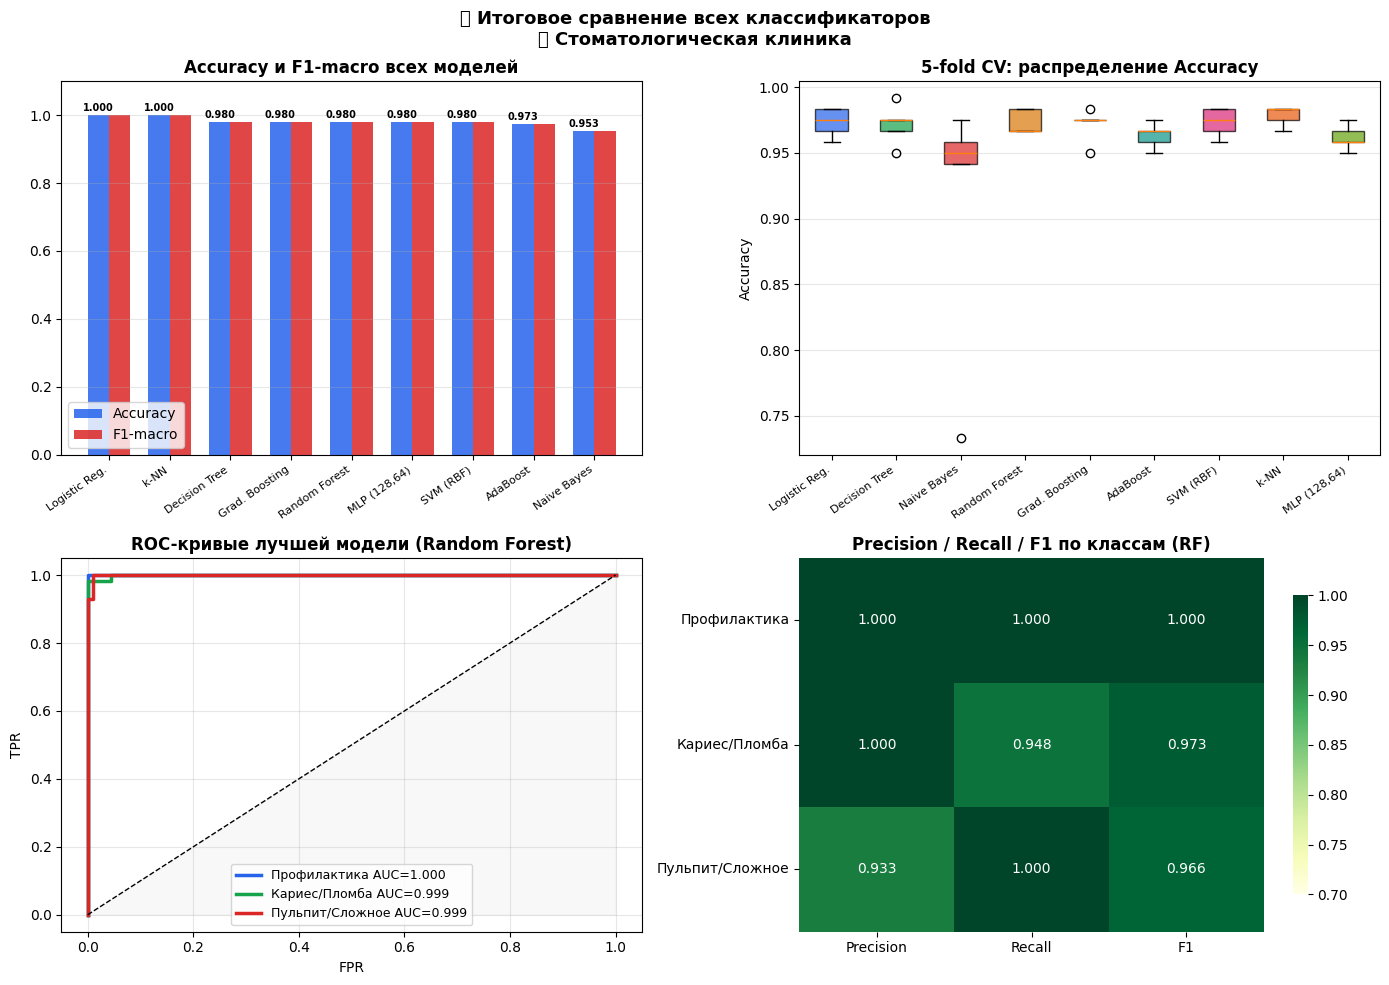 Итоговое сравнение всех классификаторов
Стоматологическая клиника
Accuracy и F1-macro всех моделей
1.000 1.000 0.980 0.980 0.980 0.980 0.980 0.973 0.953
1.0
0.8
0.6
0.4
0.2
0.0
Accuracy
F1-macro
Logistic Reg. k-NN Decision Tree Grad. Boosting Random Forest MLP (128,64) SVM (RBF) AdaBoost Naive Bayes
5-fold CV: распределение Accuracy
Accuracy
1.00
0.95
0.90
0.85
0.80
0.75
Logistic Reg. Decision Tree Naive Bayes Random Forest Grad. Boosting AdaBoost SVM (RBF) k-NN MLP (128,64)
ROC-кривые лучшей модели (Random Forest)
TPR
1.0
0.8
0.6
0.4
0.2
0.0
Профилактика AUC=1.000
Кариес/Пломба AUC=0.999
Пульпит/Сложное AUC=0.999
0.0 0.2 0.4 0.6 0.8 1.0
FPR
Precision / Recall / F1 по классам (RF)
Профилактика 1.000 1.000 1.000
Кариес/Пломба 1.000 0.948 0.973
Пульпит/Сложное 0.933 1.000 0.966
Precision Recall F1
1.00
0.95
0.90
0.85
0.80
0.75
0.70